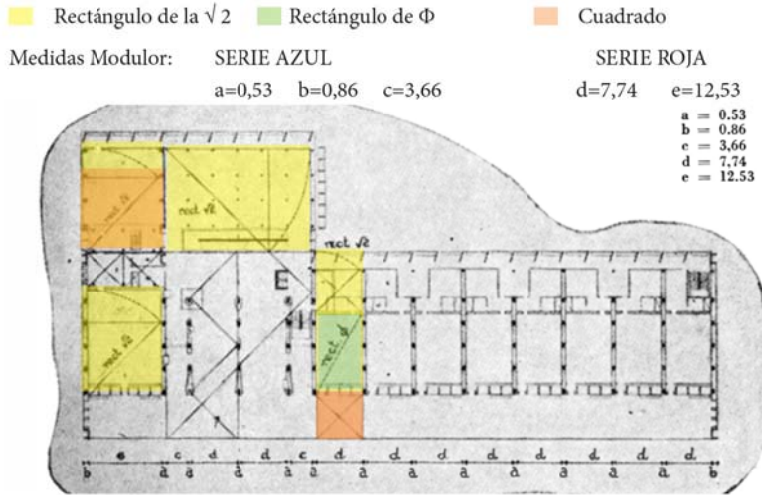 Rectángulo de la √ 2 Rectángulo de Φ Cuadrado
Medidas Modulor: SERIE AZUL SERIE ROJA
a=0,53 b=0,86 c=3,66 d=7,74 e=12,53
a = 0.53
b = 0.86
c = 3,66
d = 7,74
e = 12.53
rect √2
rect √2
rect √2
rect √2
rect ϕ
e c d d c d d d d d d d d
b a a a a a a a a a a a a b